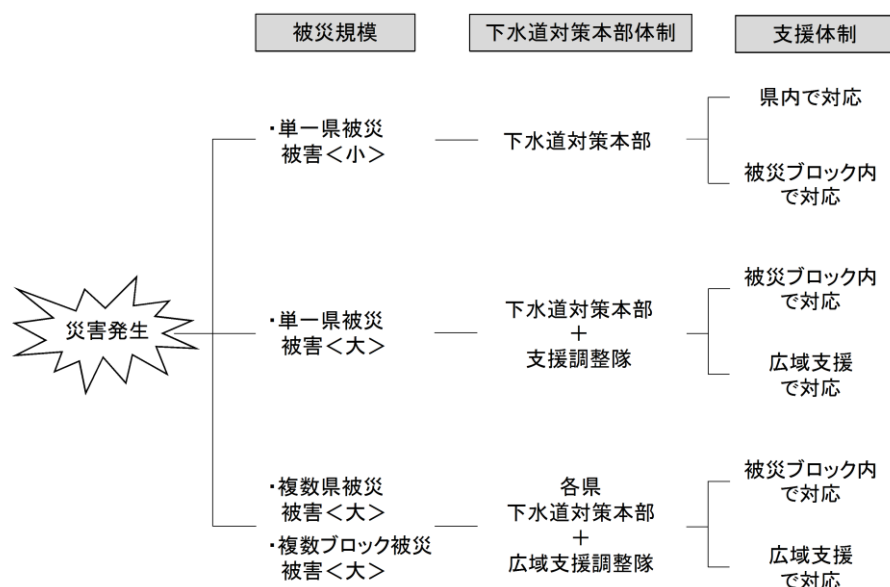 被災規模
下水道対策本部体制
支援体制
災害発生
・単一県被災
被害＜小＞
下水道対策本部
県内で対応
被災ブロック内
で対応
・単一県被災
被害＜大＞
下水道対策本部
＋
支援調整隊
被災ブロック内
で対応
広域支援
で対応
・複数県被災
被害＜大＞
・複数ブロック被災
被害＜大＞
各県
下水道対策本部
＋
広域支援調整隊
被災ブロック内
で対応
広域支援
で対応